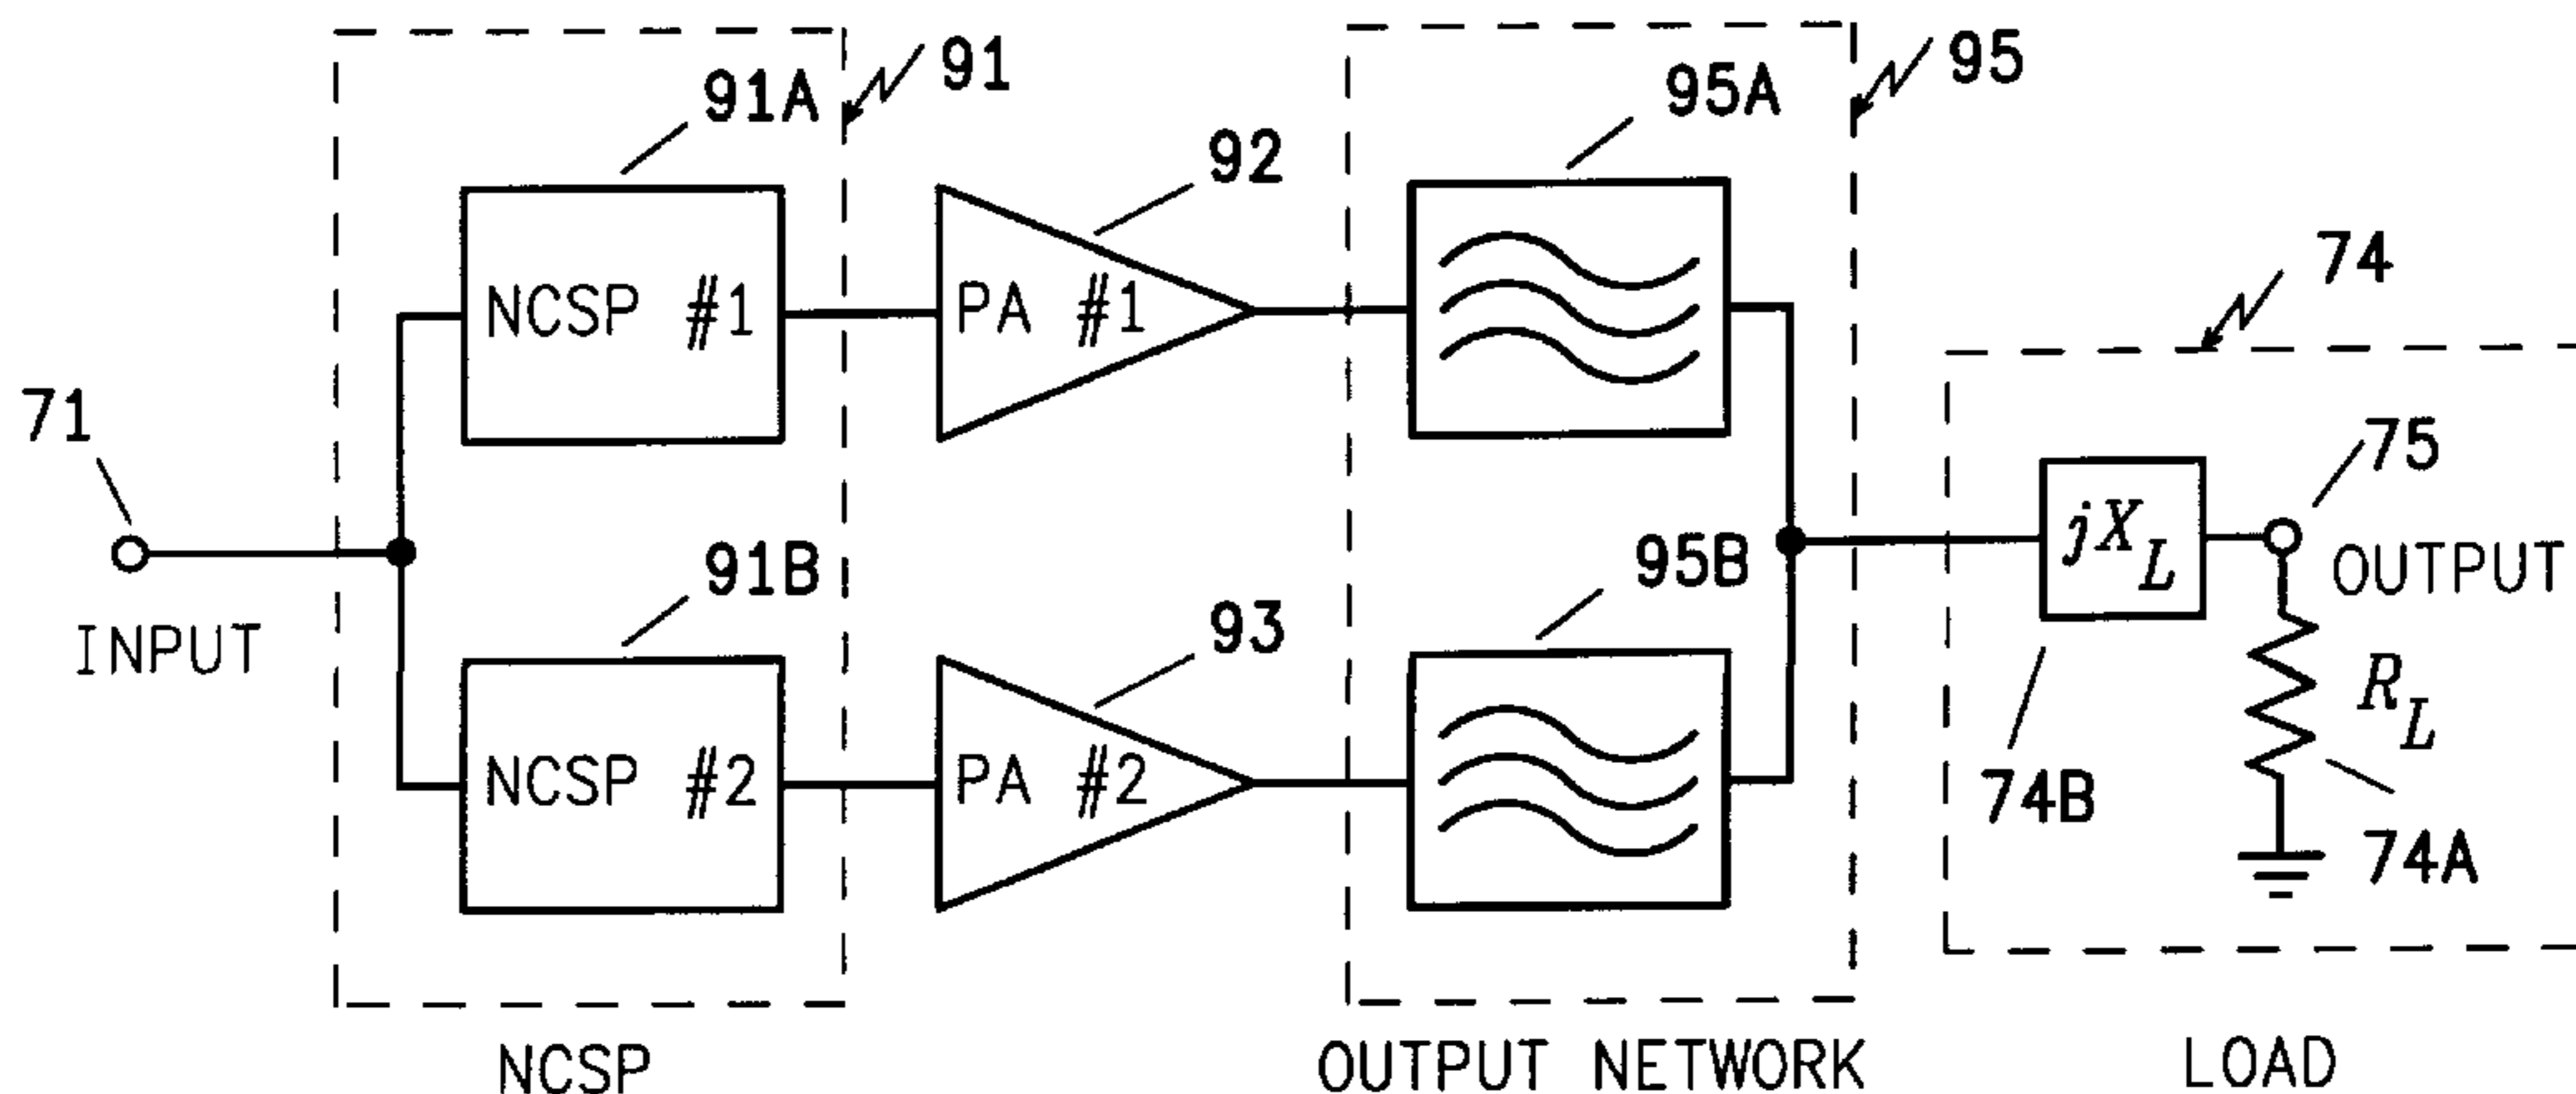 91
91A
92
95A
95
NCSP #1
PA #1
74
71
INPUT
91B
93
95B
jX_L
75
OUTPUT
NCSP #2
PA #2
74B
R_L
74A
NCSP
OUTPUT NETWORK
LOAD